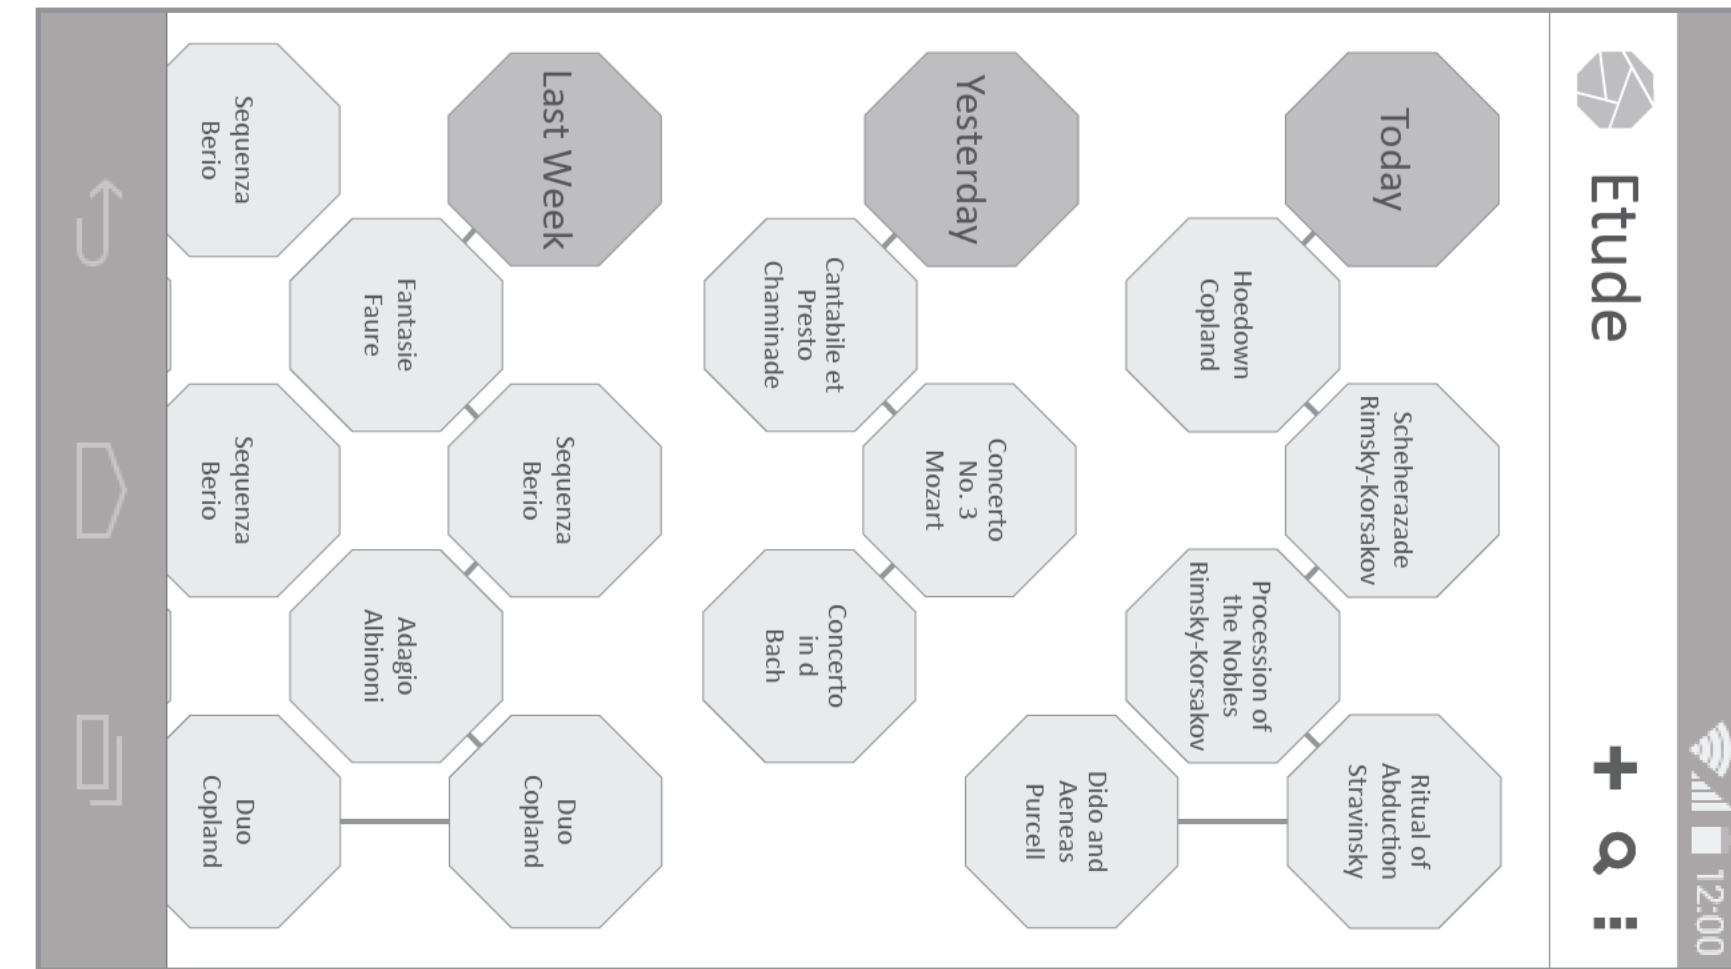 12:00
Etude
Today
Hoedown
Copland
Scheherazade
Rimsky-Korsakov
Procession of
the Nobles
Rimsky-Korsakov
Ritual of
Abduction
Stravinsky
Dido and
Aeneas
Purcell
Yesterday
Cantabile et
Presto
Chaminade
Concerto
No. 3
Mozart
Concerto
in d
Bach
Last Week
Fantasie
Faure
Sequenza
Berio
Adagio
Albinoni
Duo
Copland
Sequenza
Berio
Sequenza
Berio
Duo
Copland